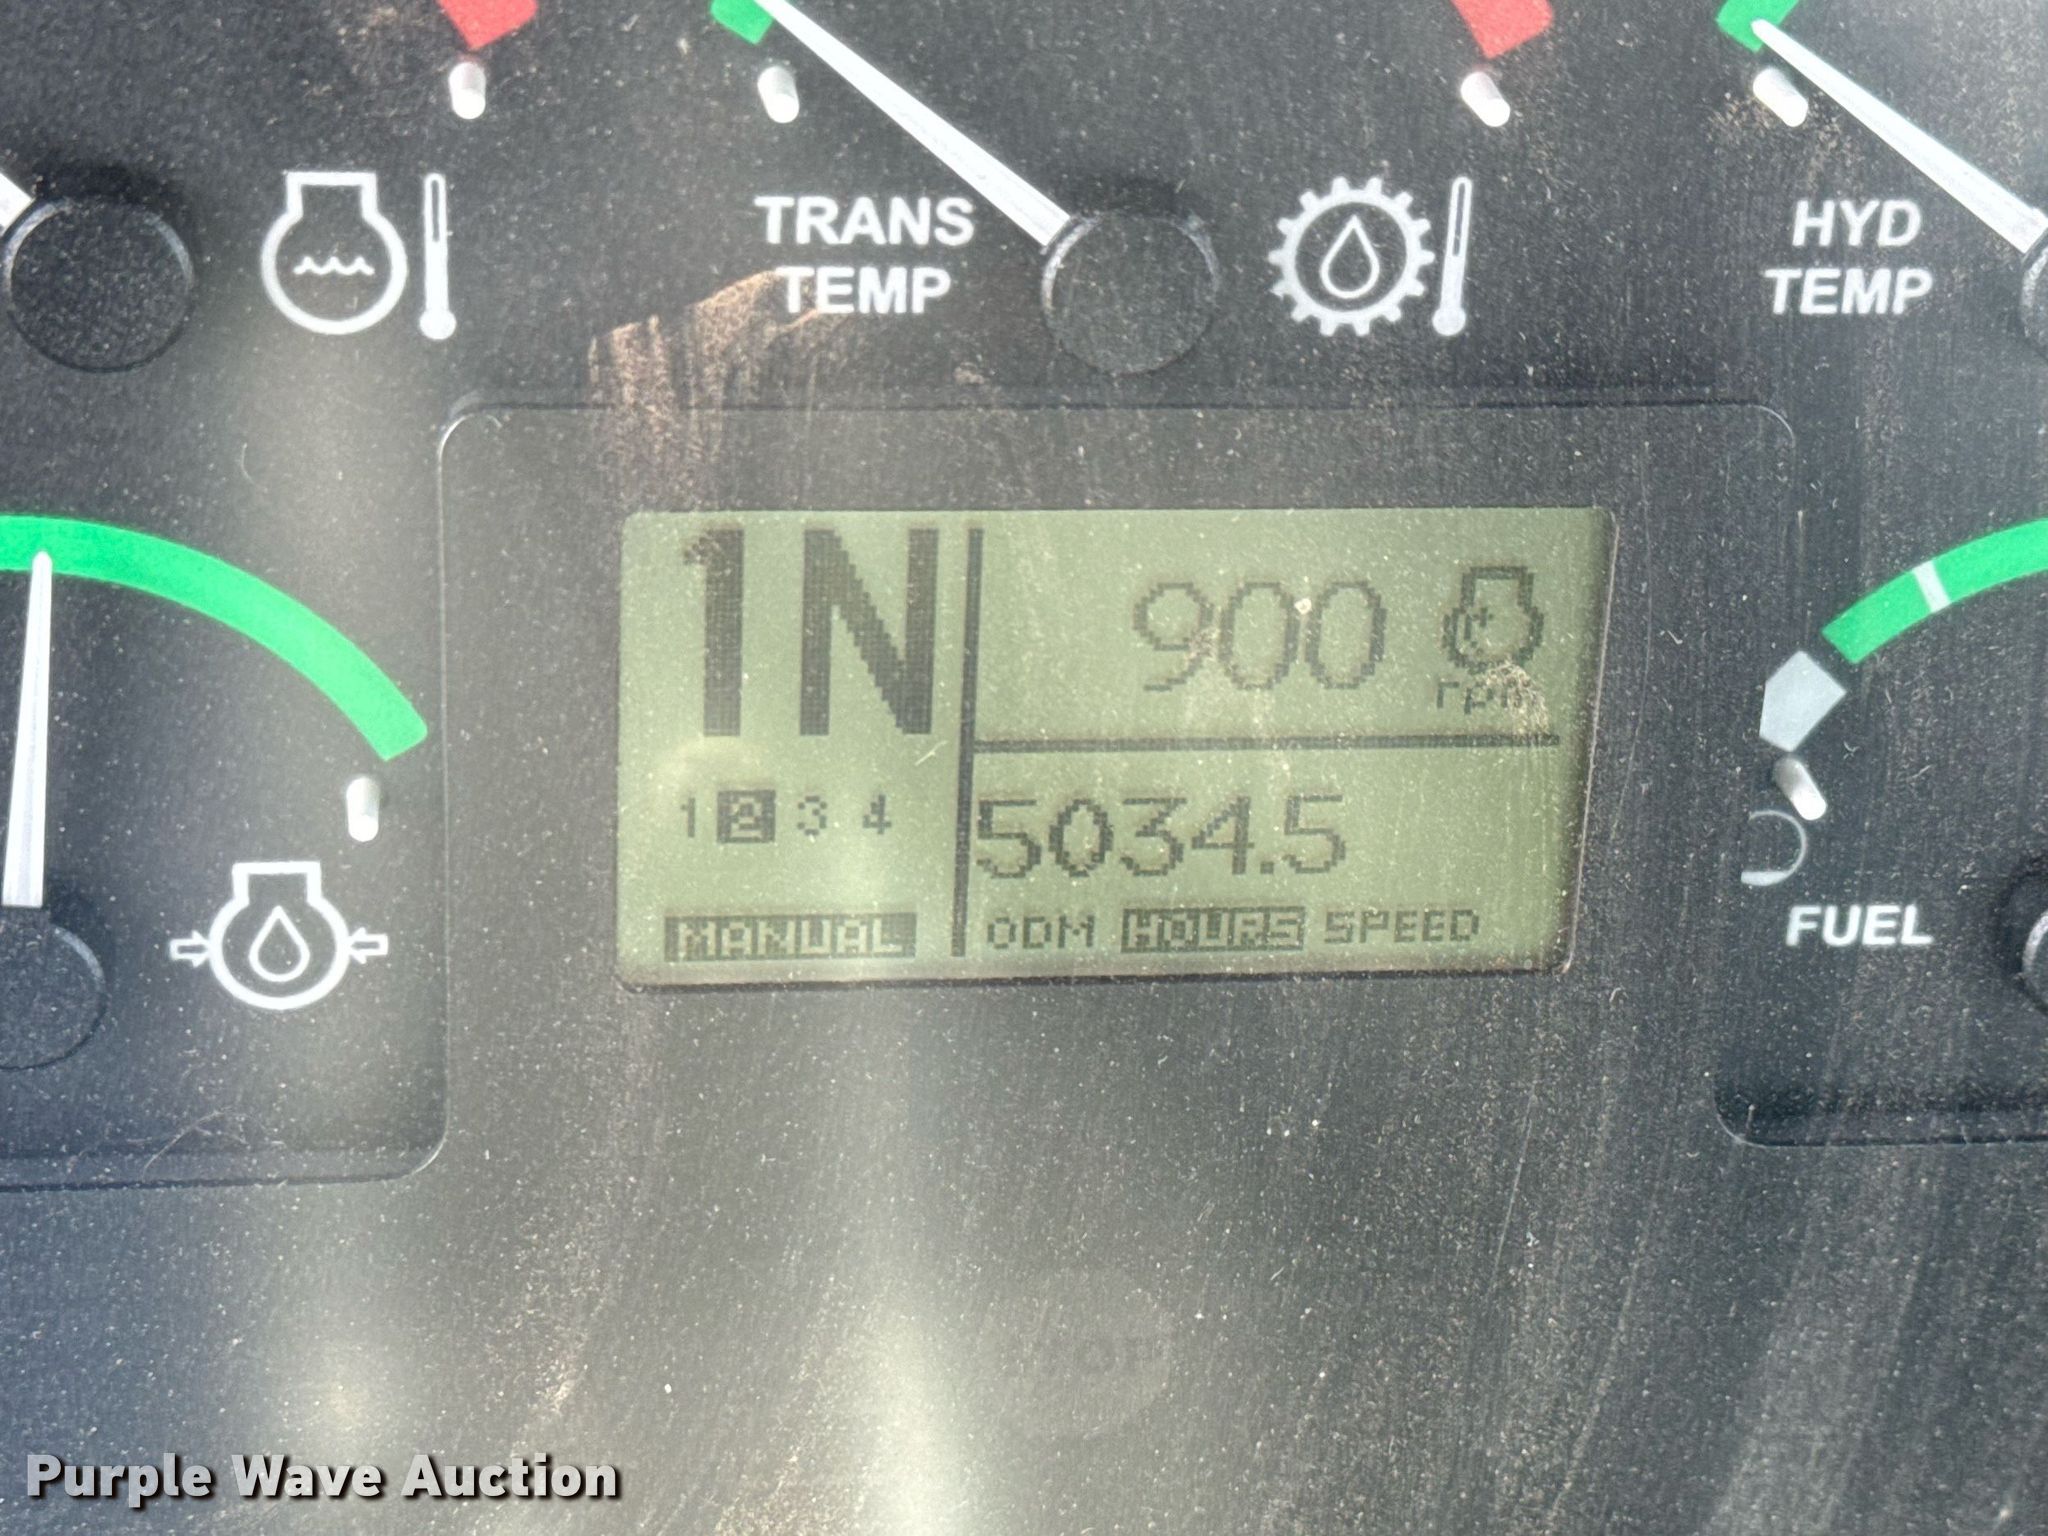 TRANS
TEMP
HYD
TEMP
1N
900
rpm
1 2 3 4
5034.5
MANUAL
ODM HOURS SPEED
FUEL
Purple Wave Auction